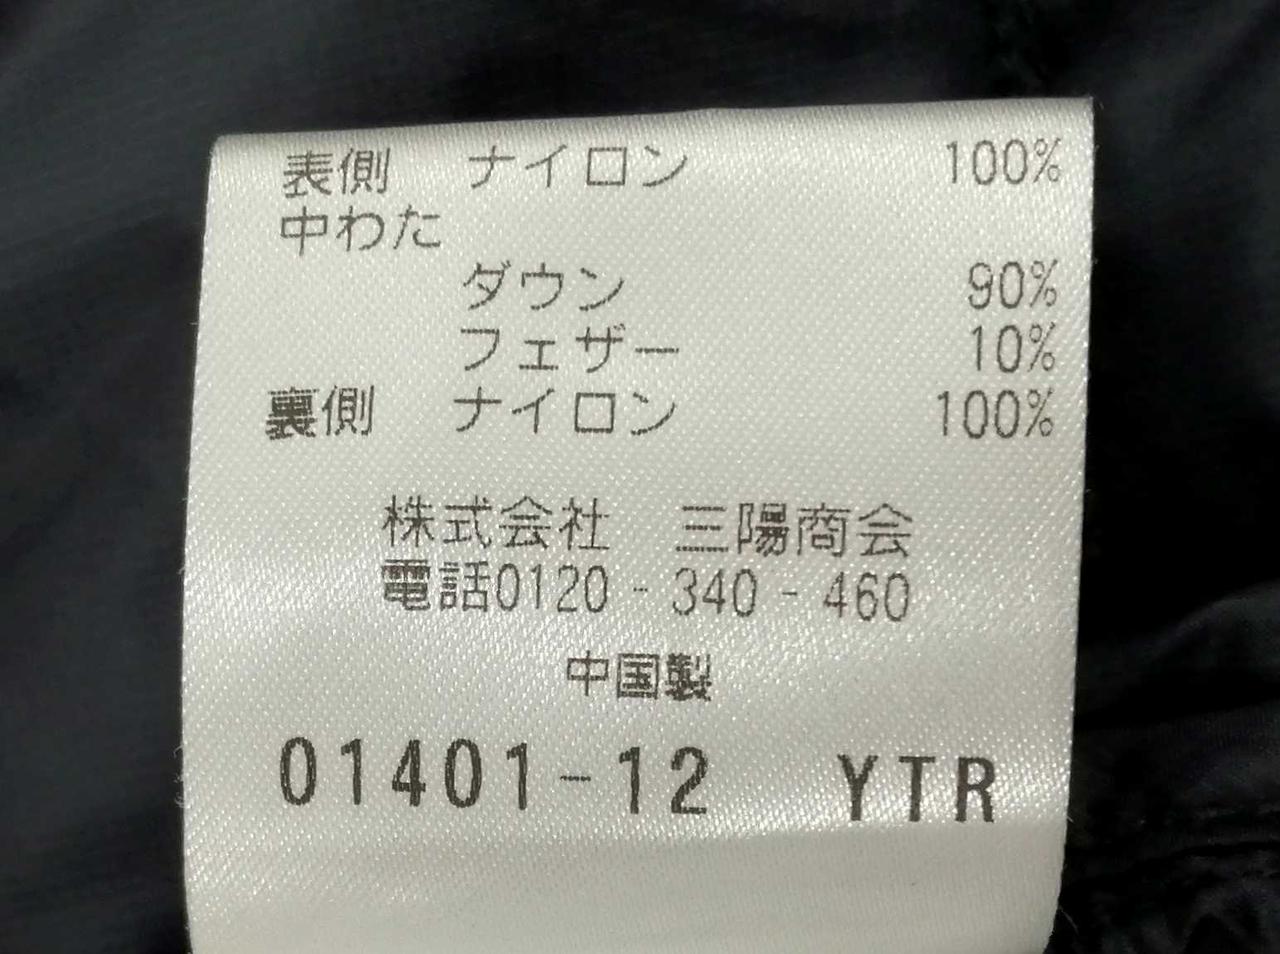 表側 ナイロン 100%
中わた
ダウン 90%
フェザー 10%
裏側 ナイロン 100%
株式会社 三陽商会
電話0120-340-460
中国製
01401-12 YTR